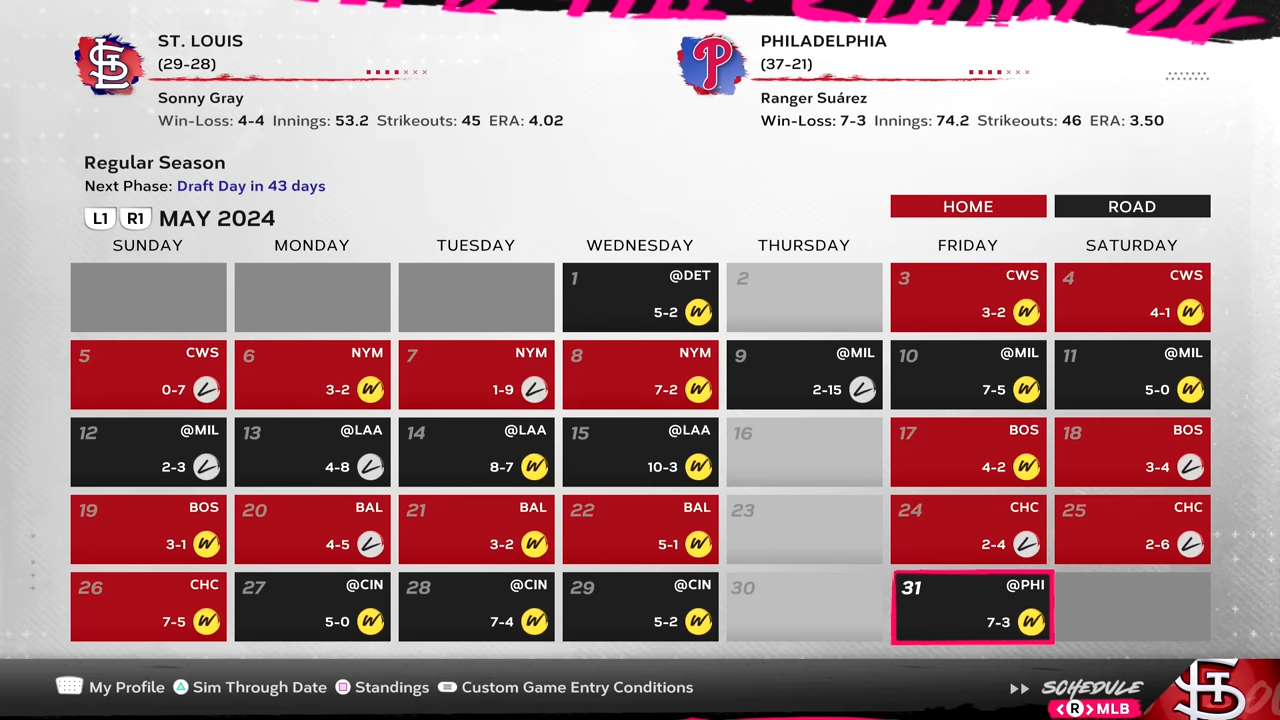 ST. LOUIS
(29-28)
Sonny Gray
Win-Loss: 4-4 Innings: 53.2 Strikeouts: 45 ERA: 4.02
PHILADELPHIA
(37-21)
Ranger Suárez
Win-Loss: 7-3 Innings: 74.2 Strikeouts: 46 ERA: 3.50
Regular Season
Next Phase: Draft Day in 43 days
L1 R1 MAY 2024
HOME ROAD
SUNDAY MONDAY TUESDAY WEDNESDAY THURSDAY FRIDAY SATURDAY
1 @DET 2 3 CWS 4 CWS
5-2 W 3-2 W 4-1 W
5 CWS 6 NYM 7 NYM 8 NYM 9 @MIL 10 @MIL 11 @MIL
0-7 L 3-2 W 1-9 L 7-2 W 2-15 L 7-5 W 5-0 W
12 @MIL 13 @LAA 14 @LAA 15 @LAA 16 17 BOS 18 BOS
2-3 L 4-8 L 8-7 W 10-3 W 4-2 W 3-4 L
19 BOS 20 BAL 21 BAL 22 BAL 23 24 CHC 25 CHC
3-1 W 4-5 L 3-2 W 5-1 W 2-4 L 2-6 L
26 CHC 27 @CIN 28 @CIN 29 @CIN 30 31 @PHI
7-5 W 5-0 W 7-4 W 5-2 W 7-3 W
My Profile Sim Through Date Standings Custom Game Entry Conditions
SCHEDULE
R MLB